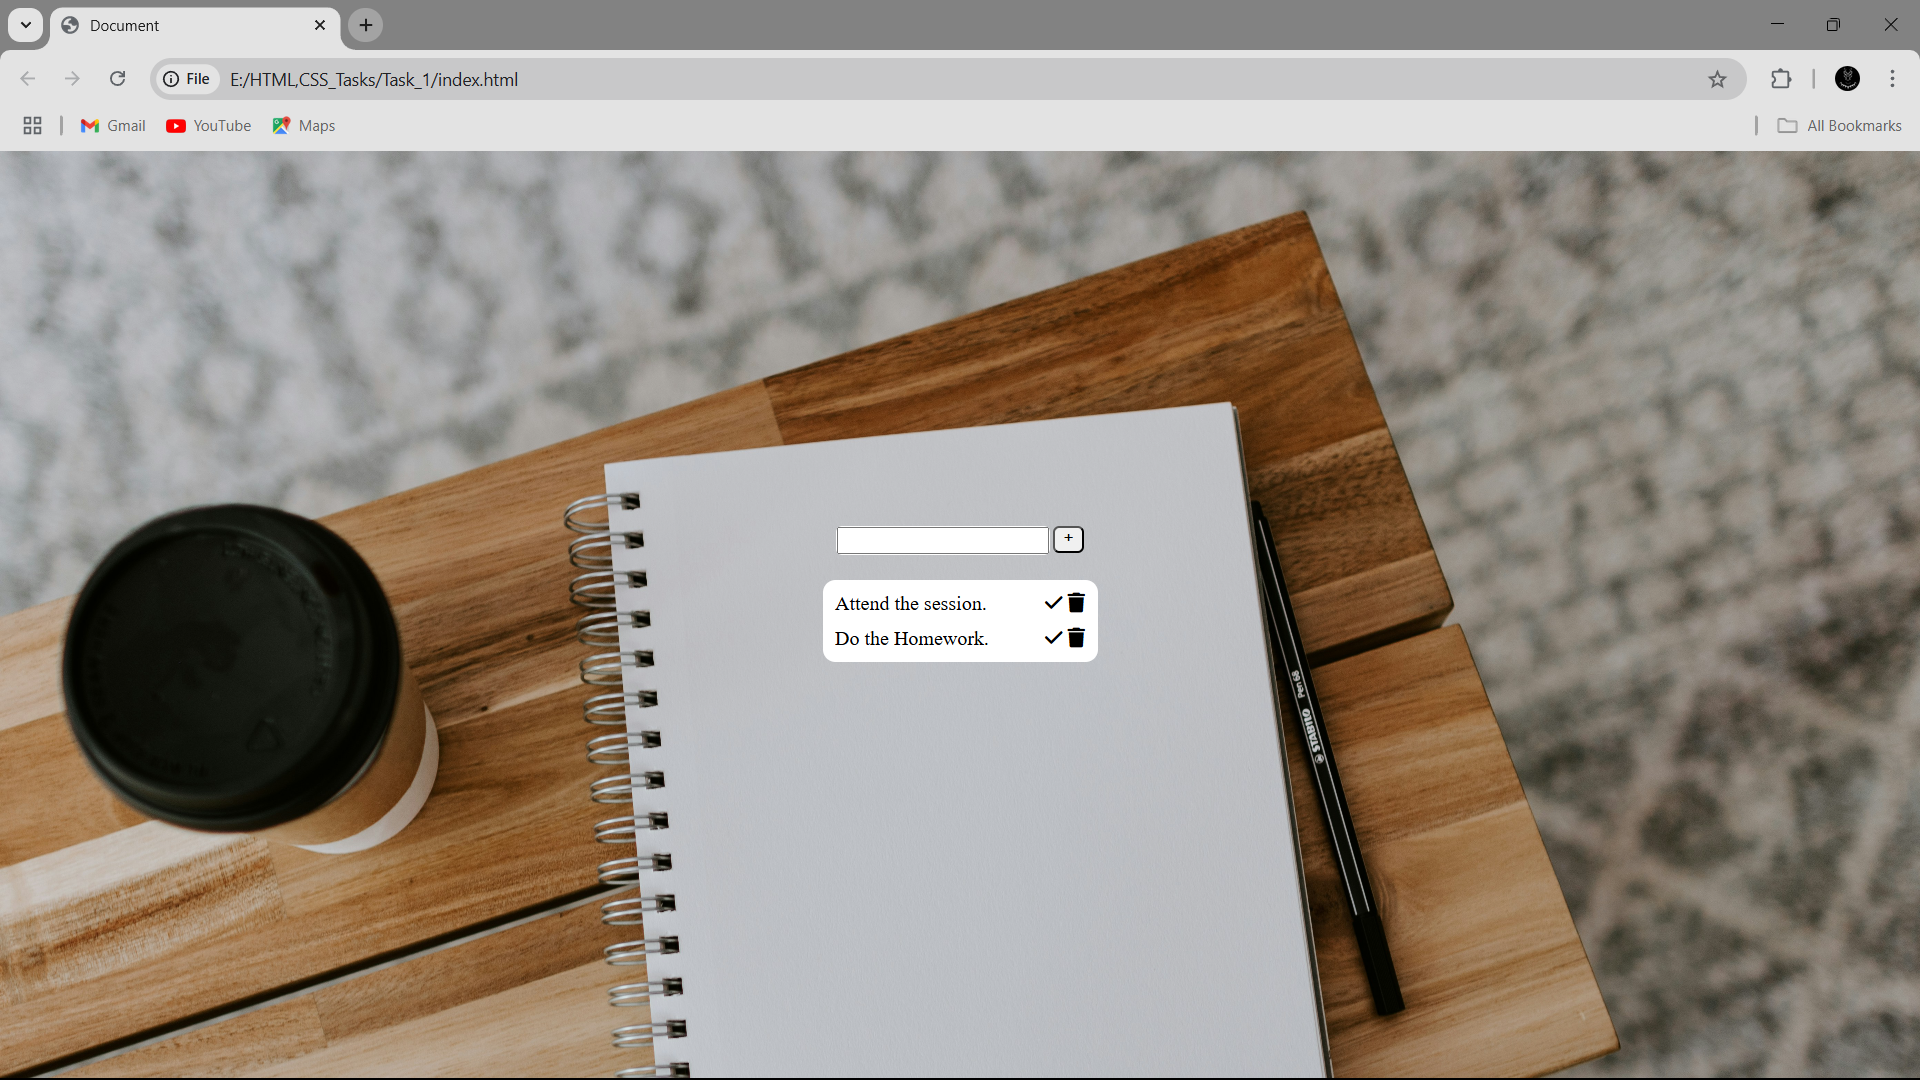 Document
File
E:/HTML,CSS_Tasks/Task_1/index.html
Gmail
YouTube
Maps
All Bookmarks
+
Attend the session.
Do the Homework.
STABILO Pen 68